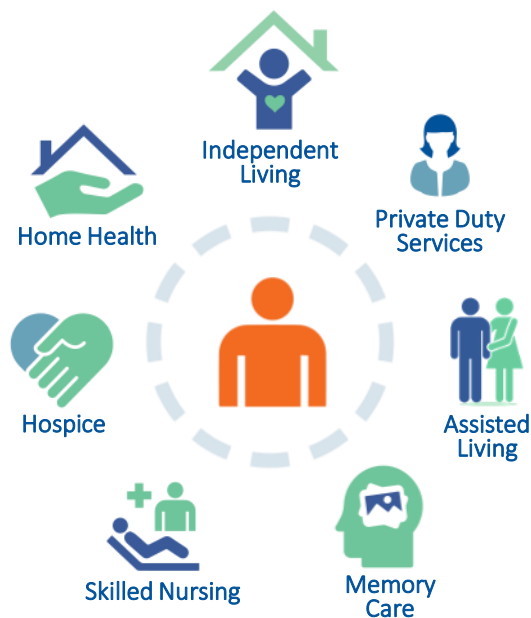 Independent
Living
Private Duty
Services
Assisted
Living
Memory
Care
Skilled Nursing
Hospice
Home Health